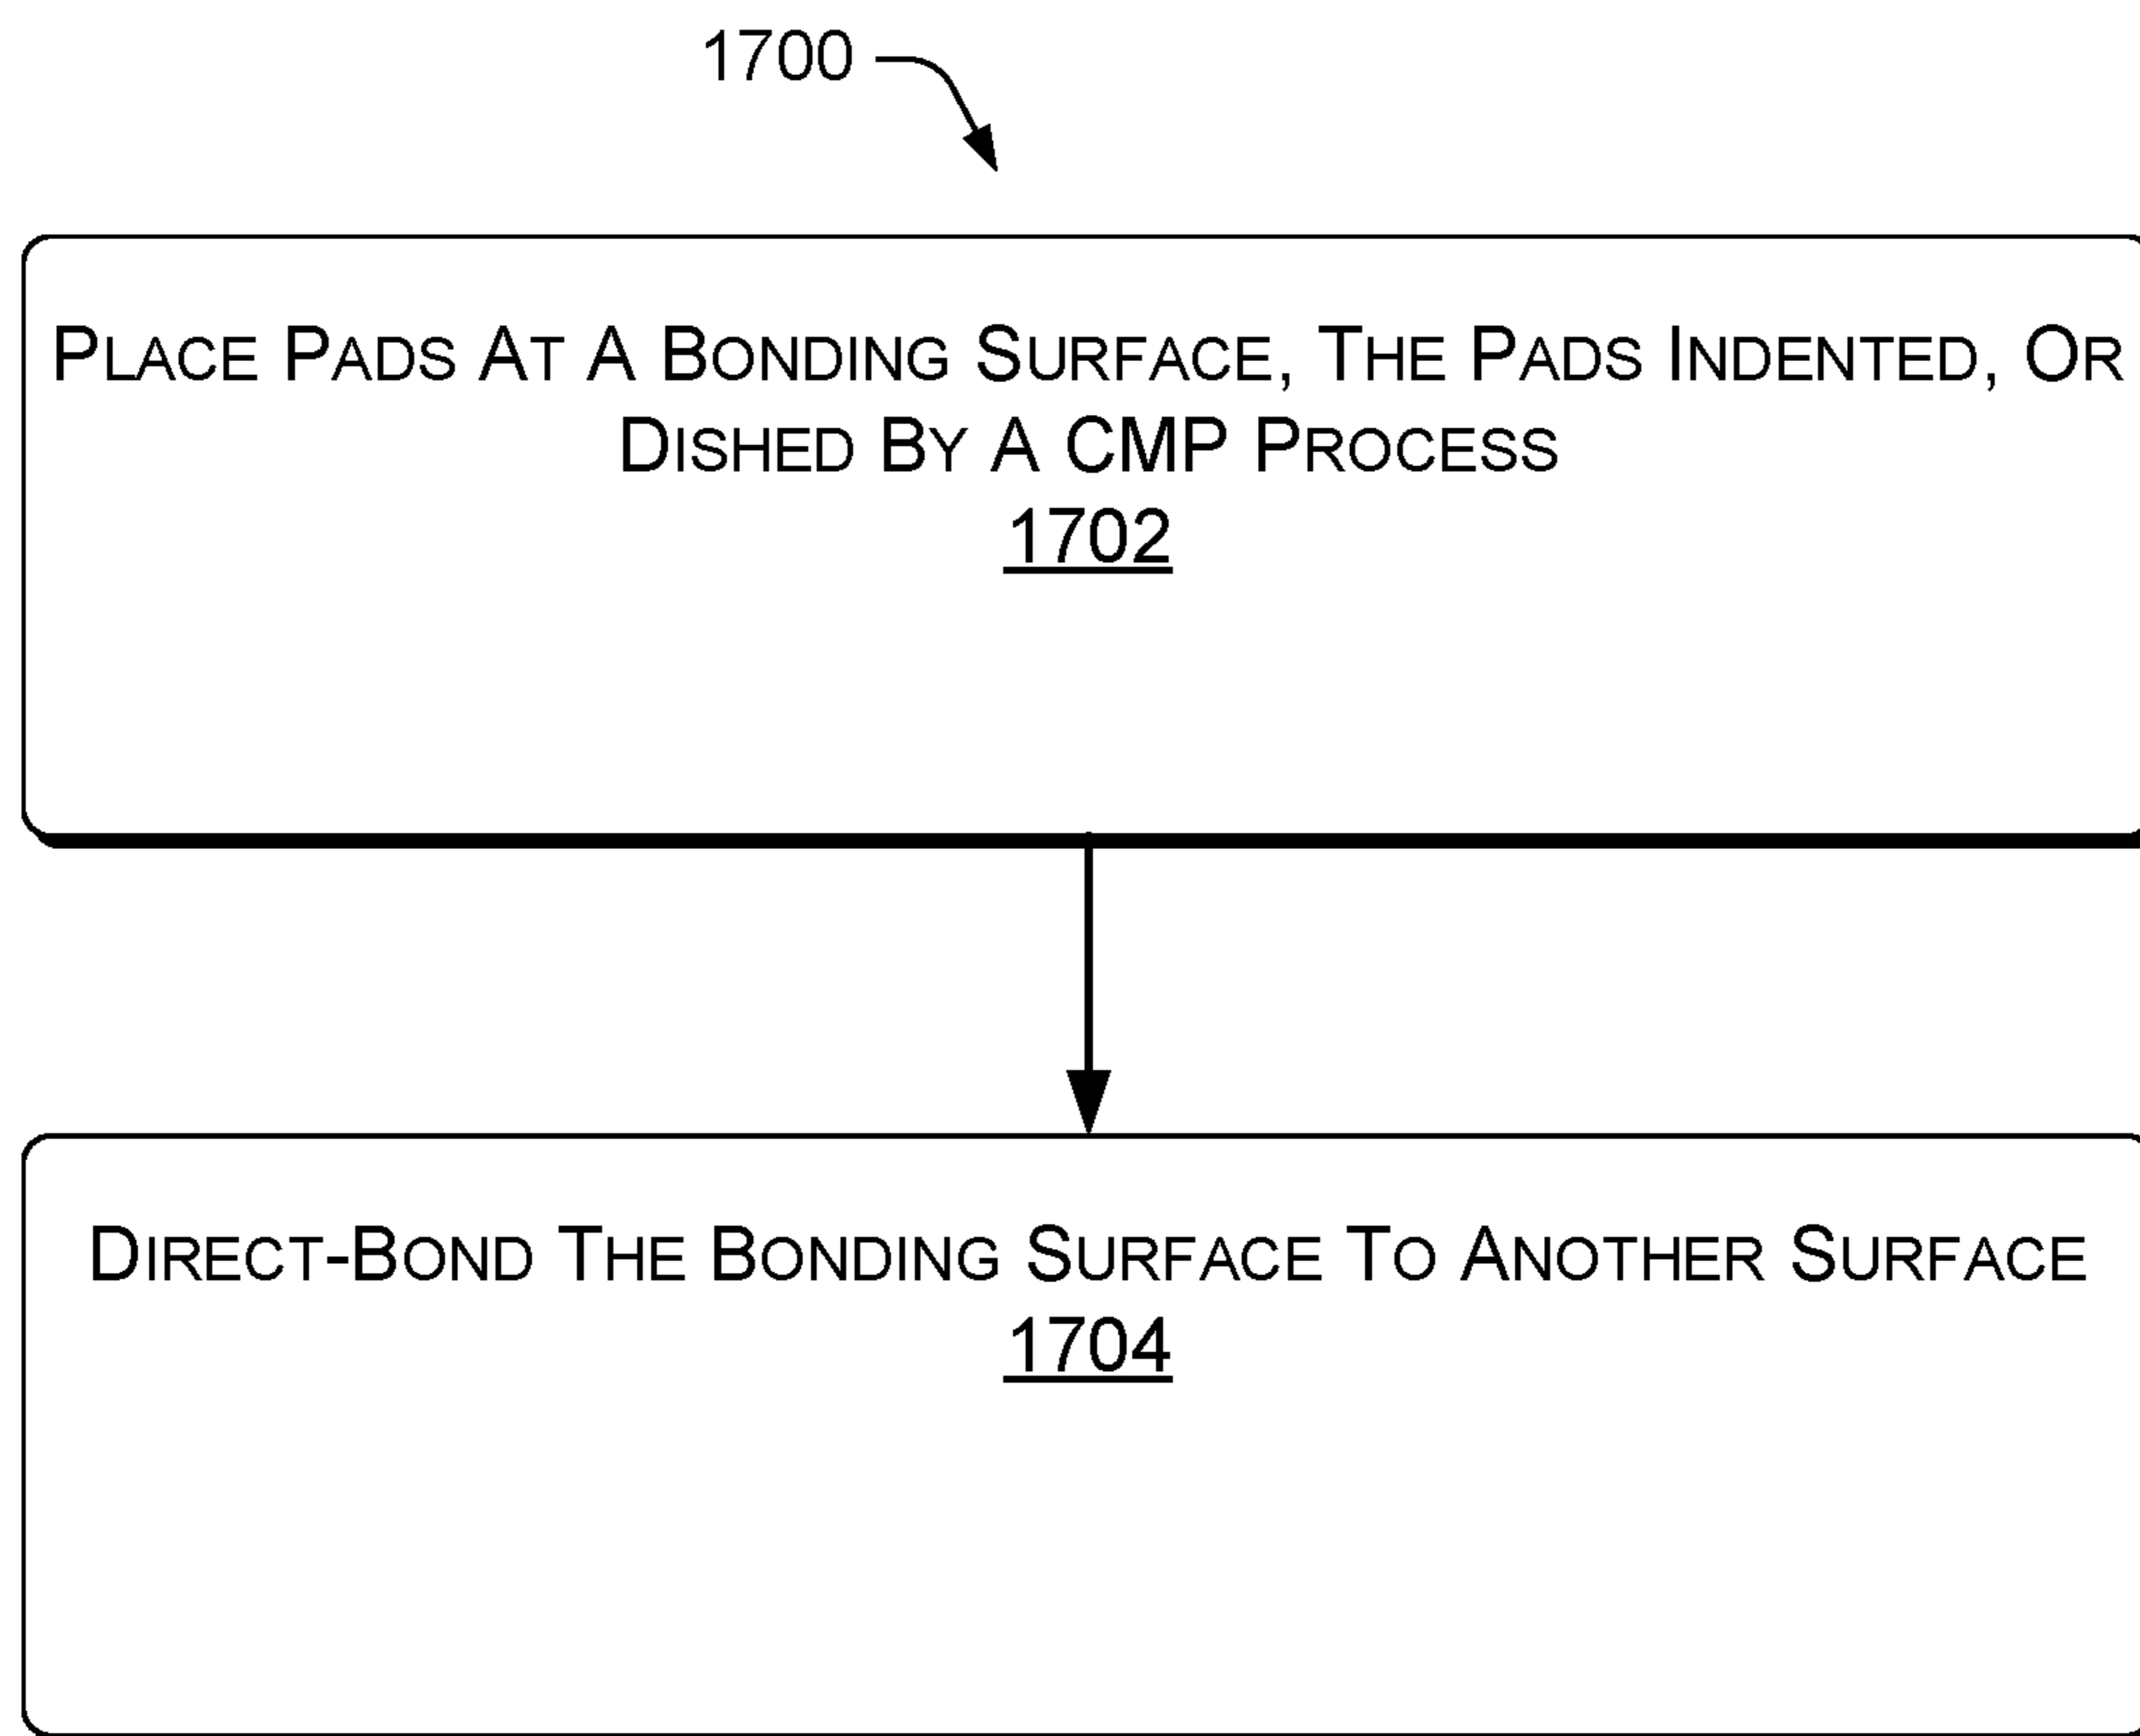 1700
Place Pads At A Bonding Surface, The Pads Indented, Or
Dished By A CMP Process
1702
Direct-Bond The Bonding Surface To Another Surface
1704